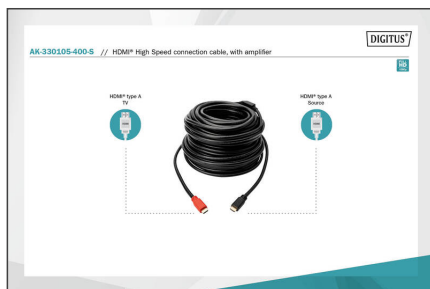 DIGITUS®
AK-330105-400-S // HDMI® High Speed connection cable, with amplifier
HDMI® type A
TV
HDMI® type A
Source